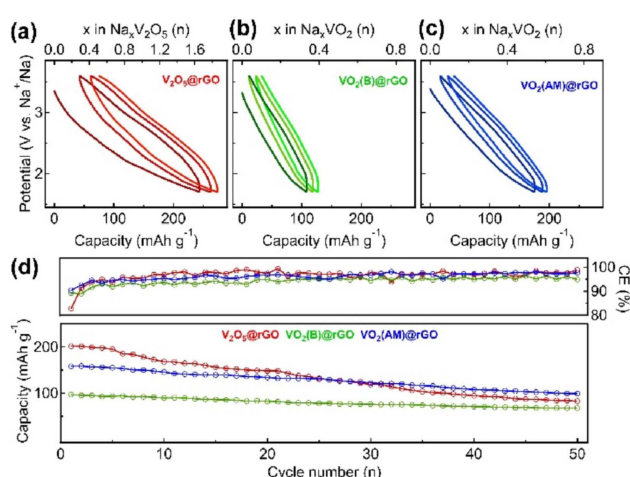 (a) x in NaₓV₂O₅ (n)
0.0 0.4 0.8 1.2 1.6
V₂O₅@rGO
Potential (V vs. Na⁺/Na)
3
2
0 100 200
Capacity (mAh g⁻¹)
(b) x in NaₓVO₂ (n)
0.0 0.4 0.8
VO₂(B)@rGO
0 100 200
Capacity (mAh g⁻¹)
(c) x in NaₓVO₂ (n)
0.0 0.4 0.8
VO₂(AM)@rGO
0 100 200
Capacity (mAh g⁻¹)
(d)
100
90
80
CE (%)
V₂O₅@rGO VO₂(B)@rGO VO₂(AM)@rGO
Capacity (mAh g⁻¹)
200
100
0 10 20 30 40 50
Cycle number (n)